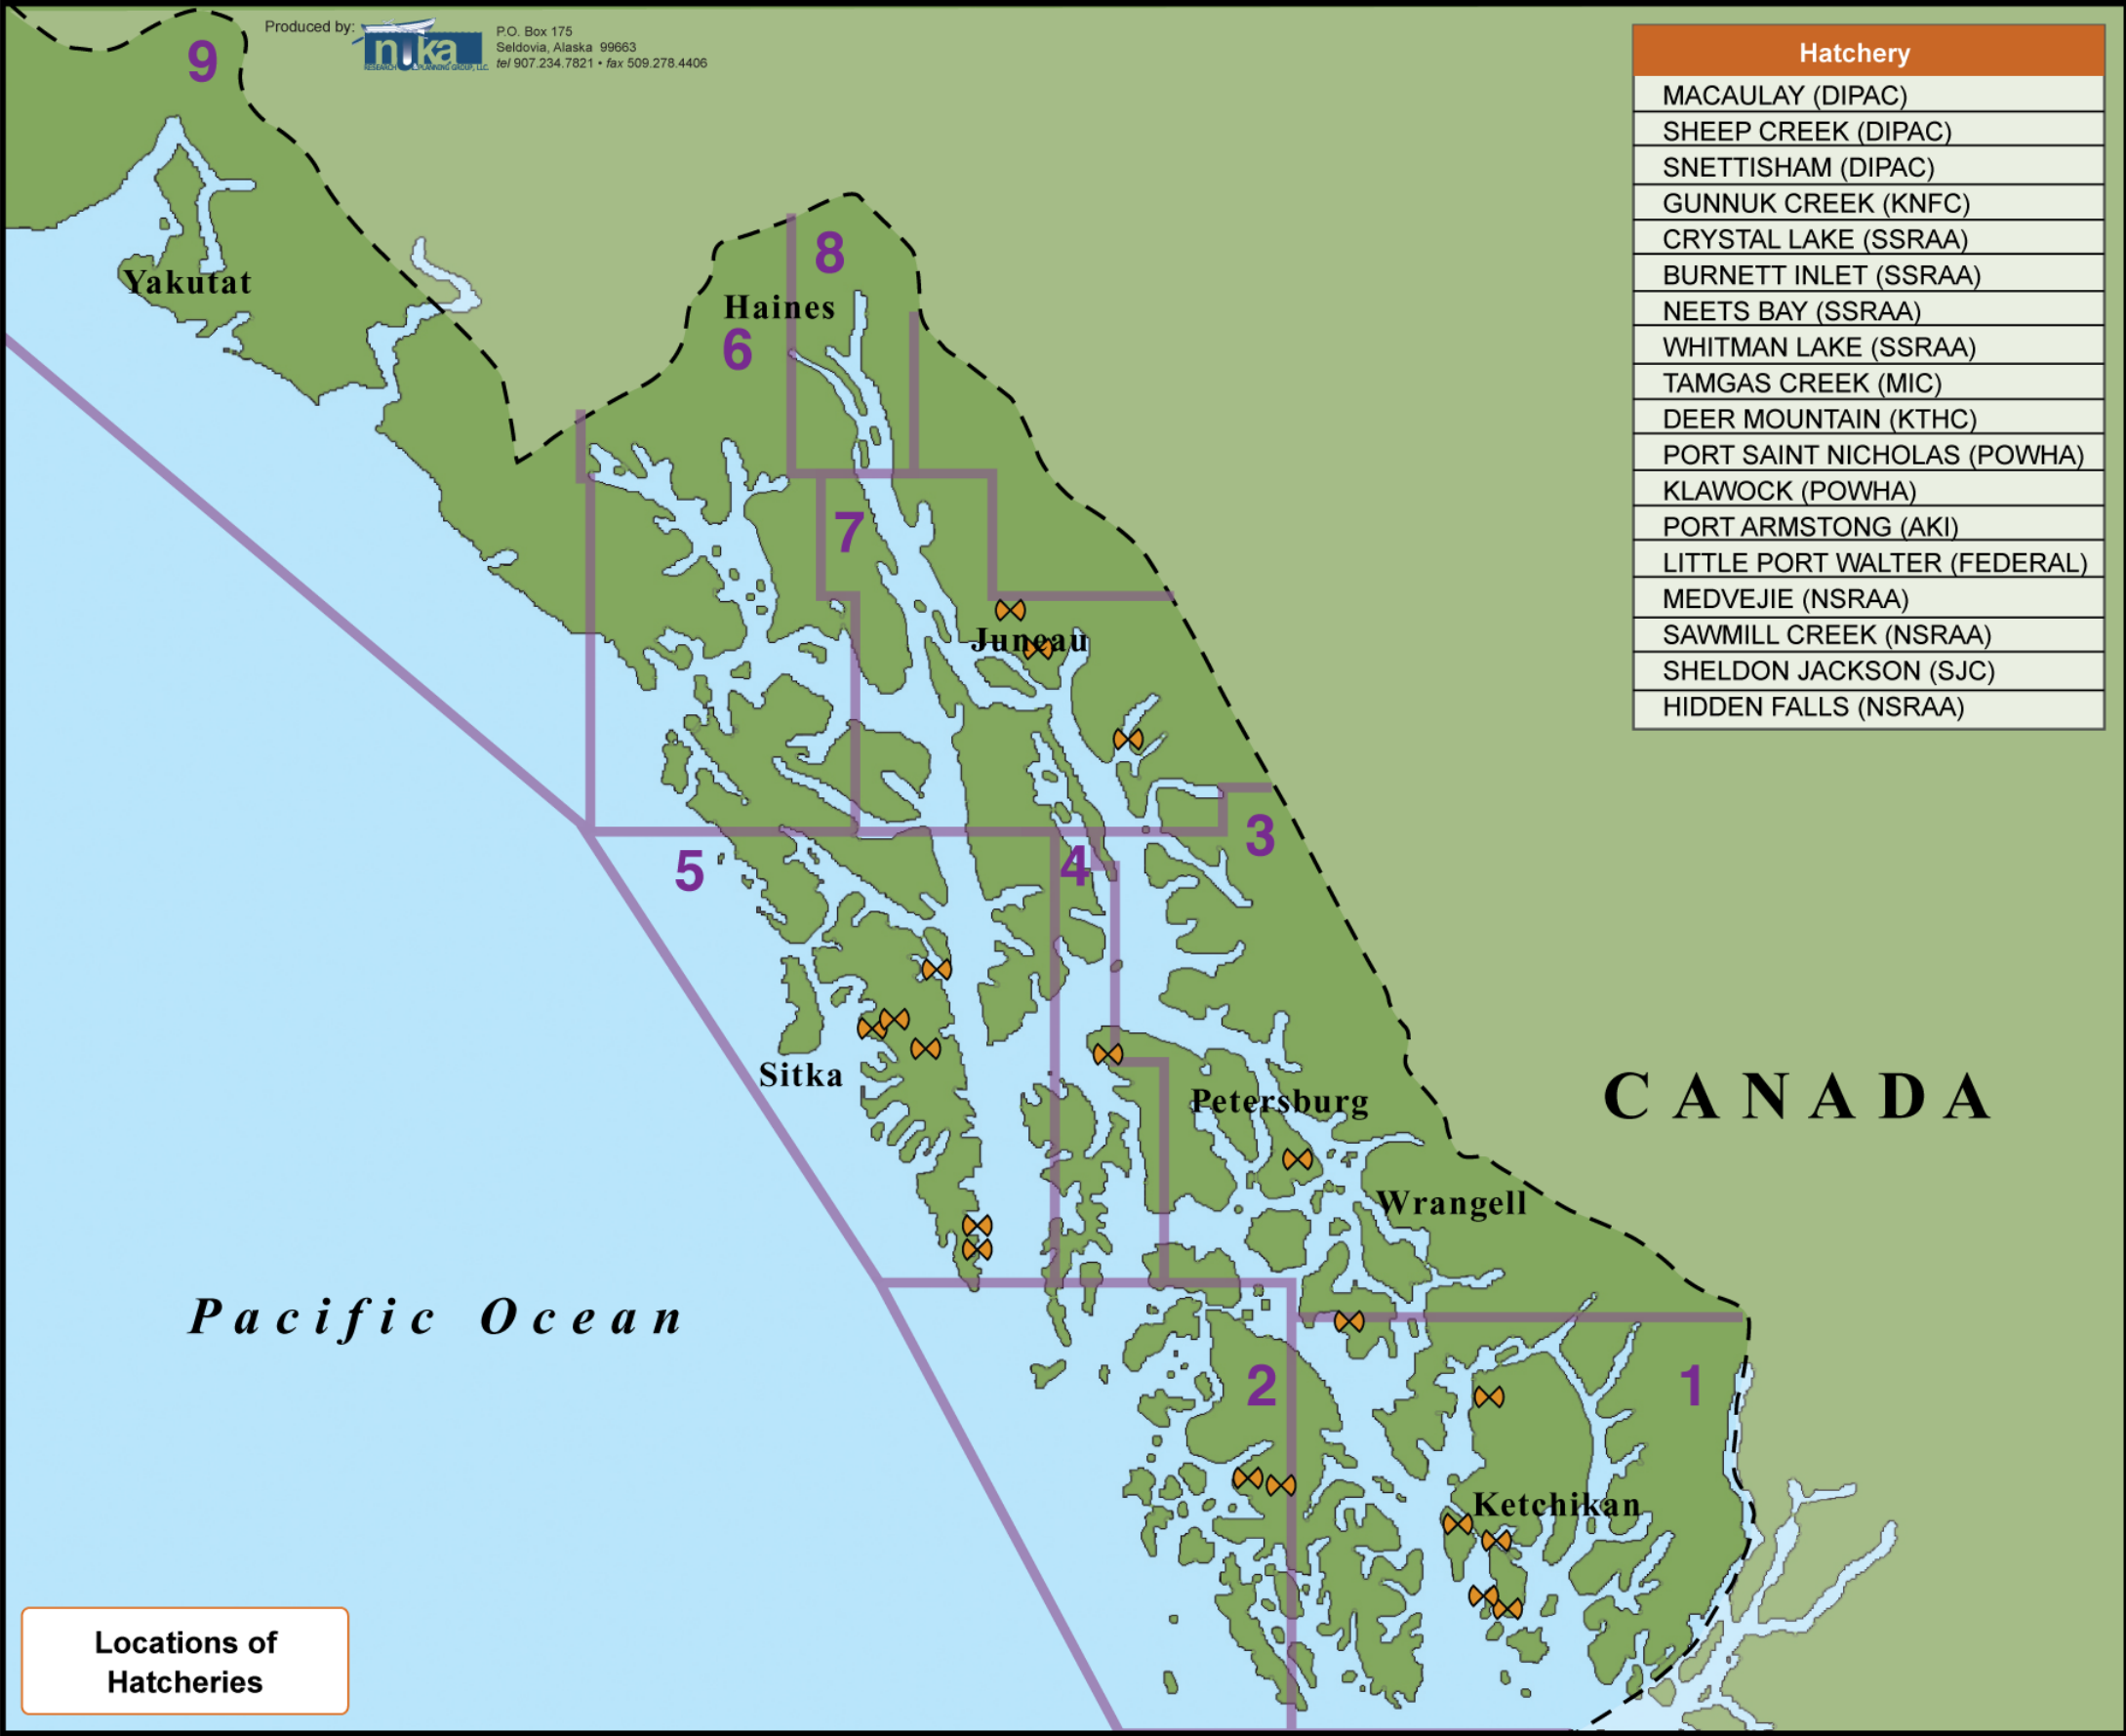 9
Produced by:
nuka
RESEARCH & PLANNING GROUP, LLC.
P.O. Box 175
Seldovia, Alaska 99663
tel 907.234.7821 • fax 509.278.4406
Hatchery
MACAULAY (DIPAC)
SHEEP CREEK (DIPAC)
SNETTISHAM (DIPAC)
GUNNUK CREEK (KNFC)
CRYSTAL LAKE (SSRAA)
BURNETT INLET (SSRAA)
NEETS BAY (SSRAA)
WHITMAN LAKE (SSRAA)
TAMGAS CREEK (MIC)
DEER MOUNTAIN (KTHC)
PORT SAINT NICHOLAS (POWHA)
KLAWOCK (POWHA)
PORT ARMSTONG (AKI)
LITTLE PORT WALTER (FEDERAL)
MEDVEJIE (NSRAA)
SAWMILL CREEK (NSRAA)
SHELDON JACKSON (SJC)
HIDDEN FALLS (NSRAA)
Yakutat
8
Haines
6
7
Juneau
3
4
5
Sitka
Petersburg
CANADA
Wrangell
Pacific Ocean
2
1
Ketchikan
Locations of
Hatcheries